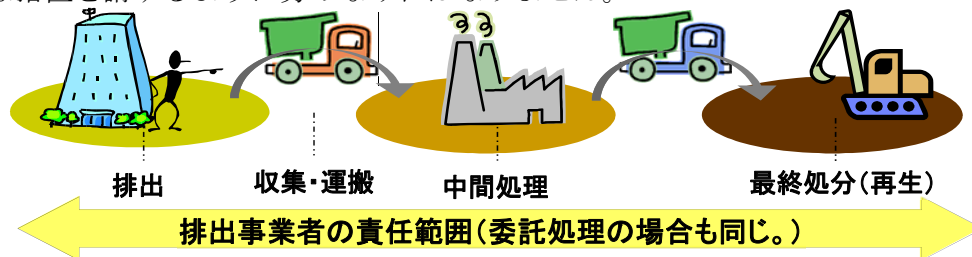 排出
収集・運搬
中間処理
最終処分(再生)
排出事業者の責任範囲(委託処理の場合も同じ。)